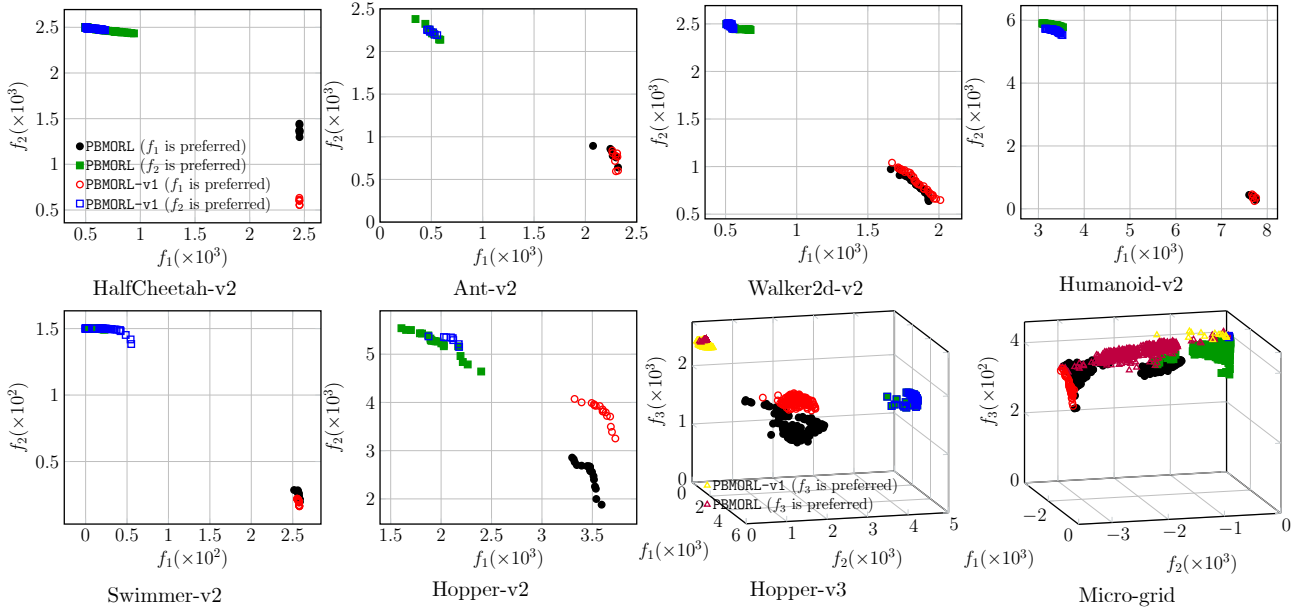 2.5
2
1.5
1
0.5
f2(×10³)
PBMORL (f1 is preferred)
PBMORL (f2 is preferred)
PBMORL-v1 (f1 is preferred)
PBMORL-v1 (f2 is preferred)
0.5 1 1.5 2 2.5
f1(×10³)
HalfCheetah-v2
2.5
2
1.5
1
0.5
0
f2(×10³)
0 0.5 1 1.5 2 2.5
f1(×10³)
Ant-v2
2.5
2
1.5
1
0.5
f2(×10³)
0.5 1 1.5 2
f1(×10³)
Walker2d-v2
6
4
2
0
f2(×10³)
3 4 5 6 7 8
f1(×10³)
Humanoid-v2
1.5
1
0.5
f2(×10²)
0 0.5 1 1.5 2 2.5
f1(×10²)
Swimmer-v2
5
4
3
2
f2(×10³)
1.5 2 2.5 3 3.5
f1(×10³)
Hopper-v2
2
1
0
f3(×10³)
PBMORL-v1 (f3 is preferred)
PBMORL (f3 is preferred)
0 2 4 6
f1(×10³)
0 1 2 3 4 5
f2(×10³)
Hopper-v3
4
2
0
f3(×10²)
−2 0
f1(×10³)
−3 −2 −1 0
f2(×10³)
Micro-grid